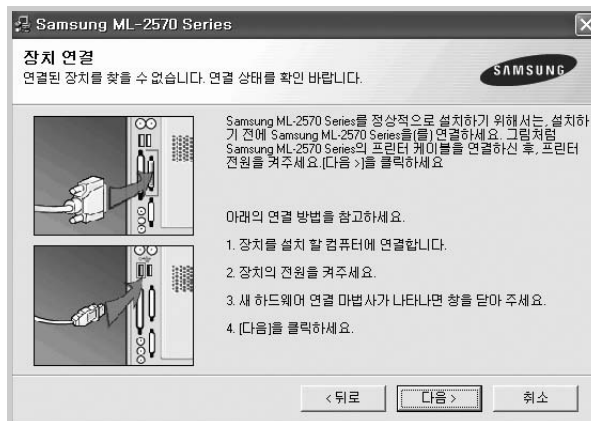 Samsung ML-2570 Series
장치 연결
연결된 장치를 찾을 수 없습니다. 연결 상태를 확인 바랍니다.
SAMSUNG
Samsung ML-2570 Series를 정상적으로 설치하기 위해서는, 설치하
기 전에 Samsung ML-2570 Series을(를) 연결하세요. 그림처럼
Samsung ML-2570 Series의 프린터 케이블을 연결하신 후, 프린터
전원을 켜주세요.[다음 >]을 클릭하세요
아래의 연결 방법을 참고하세요.
1. 장치를 설치 할 컴퓨터에 연결합니다.
2. 장치의 전원을 켜주세요.
3. 새 하드웨어 연결 마법사가 나타나면 창을 닫아 주세요.
4. [다음]을 클릭하세요.
< 뒤로
다음 >
취소